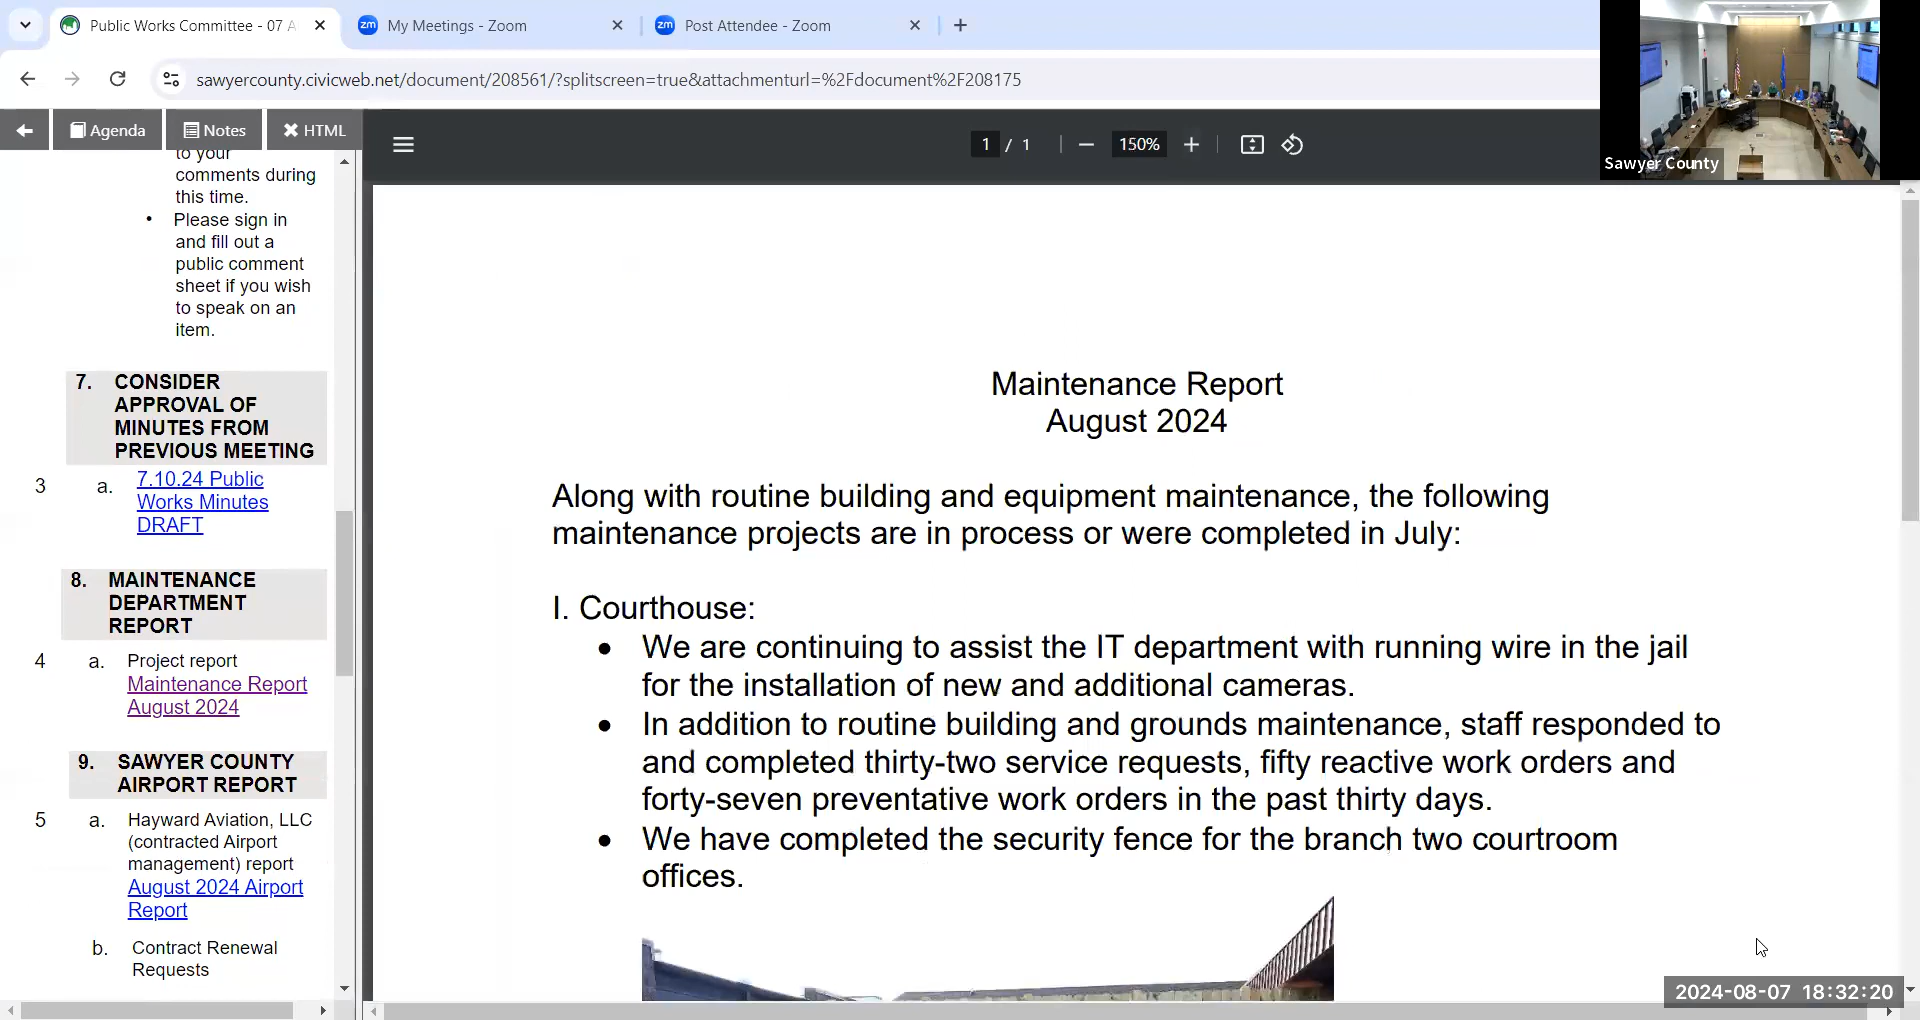 Public Works Committee - 07 A
My Meetings - Zoom
Post Attendee - Zoom
sawyercounty.civicweb.net/document/208561/?splitscreen=true&attachmenturl=%2Fdocument%2F208175
Agenda
Notes
HTML
1 / 1
150%
Sawyer County
to your
comments during
this time.
• Please sign in
and fill out a
public comment
sheet if you wish
to speak on an
item.
7. CONSIDER
APPROVAL OF
MINUTES FROM
PREVIOUS MEETING
3 a. 7.10.24 Public
Works Minutes
DRAFT
8. MAINTENANCE
DEPARTMENT
REPORT
4 a. Project report
Maintenance Report
August 2024
9. SAWYER COUNTY
AIRPORT REPORT
5 a. Hayward Aviation, LLC
(contracted Airport
management) report
August 2024 Airport
Report
b. Contract Renewal
Requests
Maintenance Report
August 2024
Along with routine building and equipment maintenance, the following
maintenance projects are in process or were completed in July:
I. Courthouse:
• We are continuing to assist the IT department with running wire in the jail
for the installation of new and additional cameras.
• In addition to routine building and grounds maintenance, staff responded to
and completed thirty-two service requests, fifty reactive work orders and
forty-seven preventative work orders in the past thirty days.
• We have completed the security fence for the branch two courtroom
offices.
2024-08-07 18:32:20